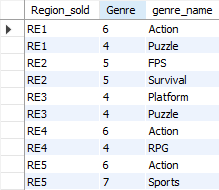 Region_sold Genre genre_name
RE1 6 Action
RE1 4 Puzzle
RE2 5 FPS
RE2 5 Survival
RE3 4 Platform
RE3 4 Puzzle
RE4 6 Action
RE4 4 RPG
RE5 6 Action
RE5 7 Sports